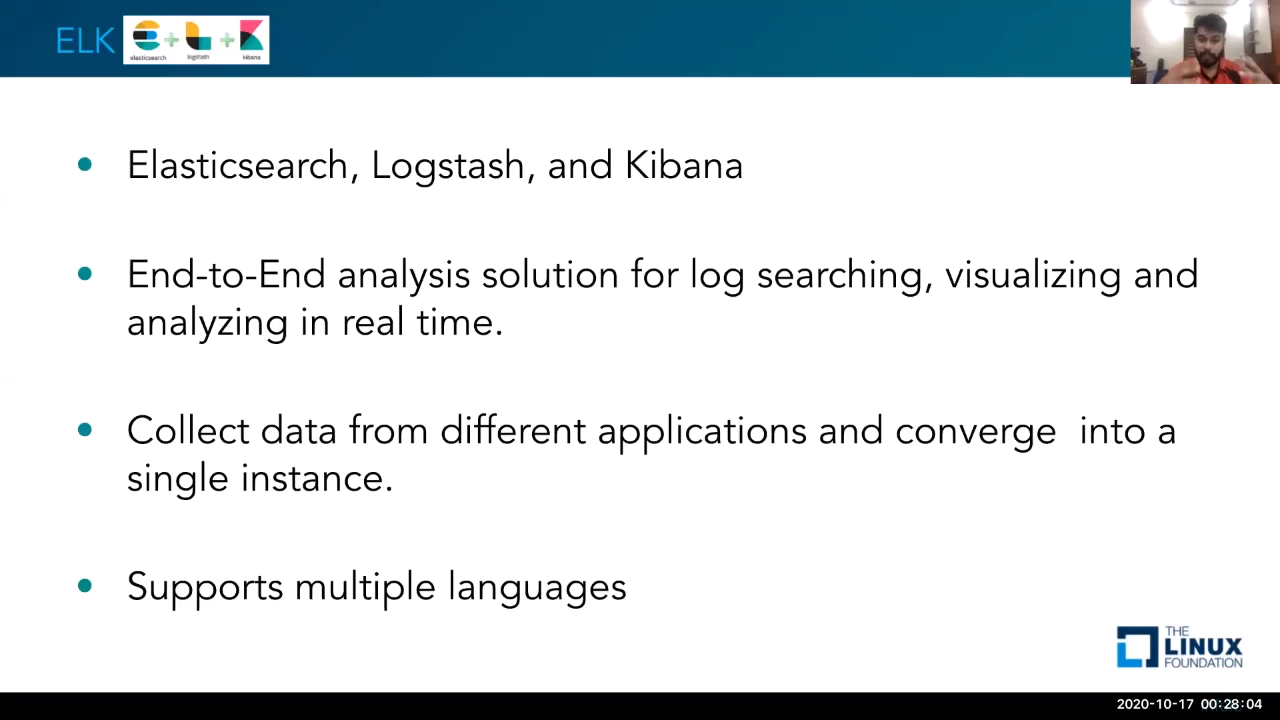 ELK
elasticsearch
logstash
kibana
Elasticsearch, Logstash, and Kibana
End-to-End analysis solution for log searching, visualizing and
analyzing in real time.
Collect data from different applications and converge  into a
single instance.
Supports multiple languages
THE
LINUX
FOUNDATION
2020-10-17 00:28:04